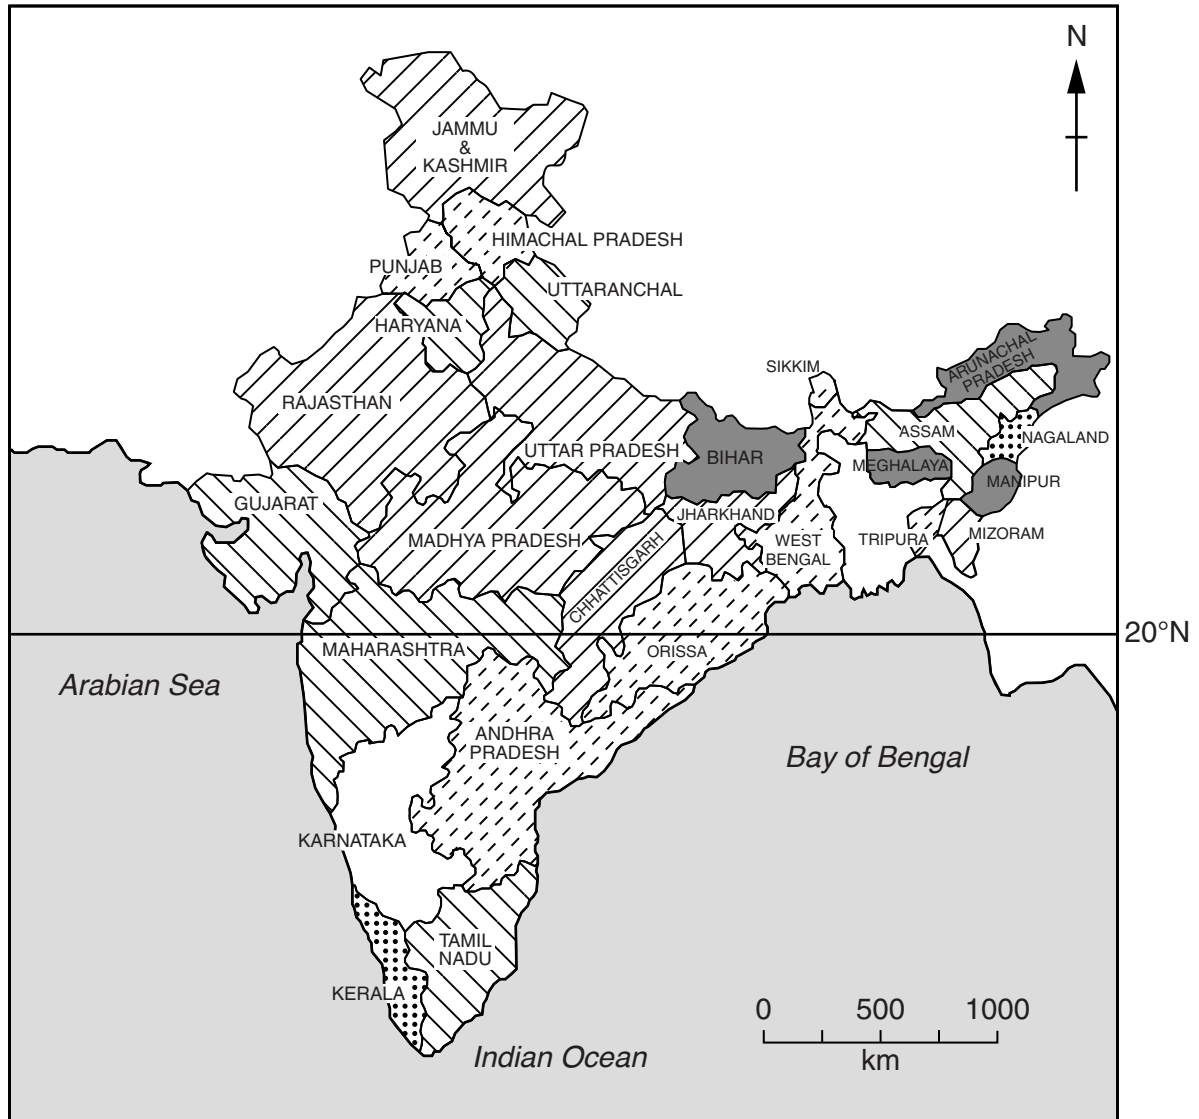 N
JAMMU
&
KASHMIR
HIMACHAL PRADESH
PUNJAB
UTTARANCHAL
HARYANA
SIKKIM
ARUNACHAL
PRADESH
RAJASTHAN
ASSAM
NAGALAND
UTTAR PRADESH
BIHAR
MEGHALAYA
MANIPUR
GUJARAT
JHARKHAND
MADHYA PRADESH
WEST
BENGAL
TRIPURA
MIZORAM
CHHATTISGARH
20°N
MAHARASHTRA
ORISSA
Arabian Sea
ANDHRA
PRADESH
Bay of Bengal
KARNATAKA
TAMIL
NADU
KERALA
0 500 1000
km
Indian Ocean